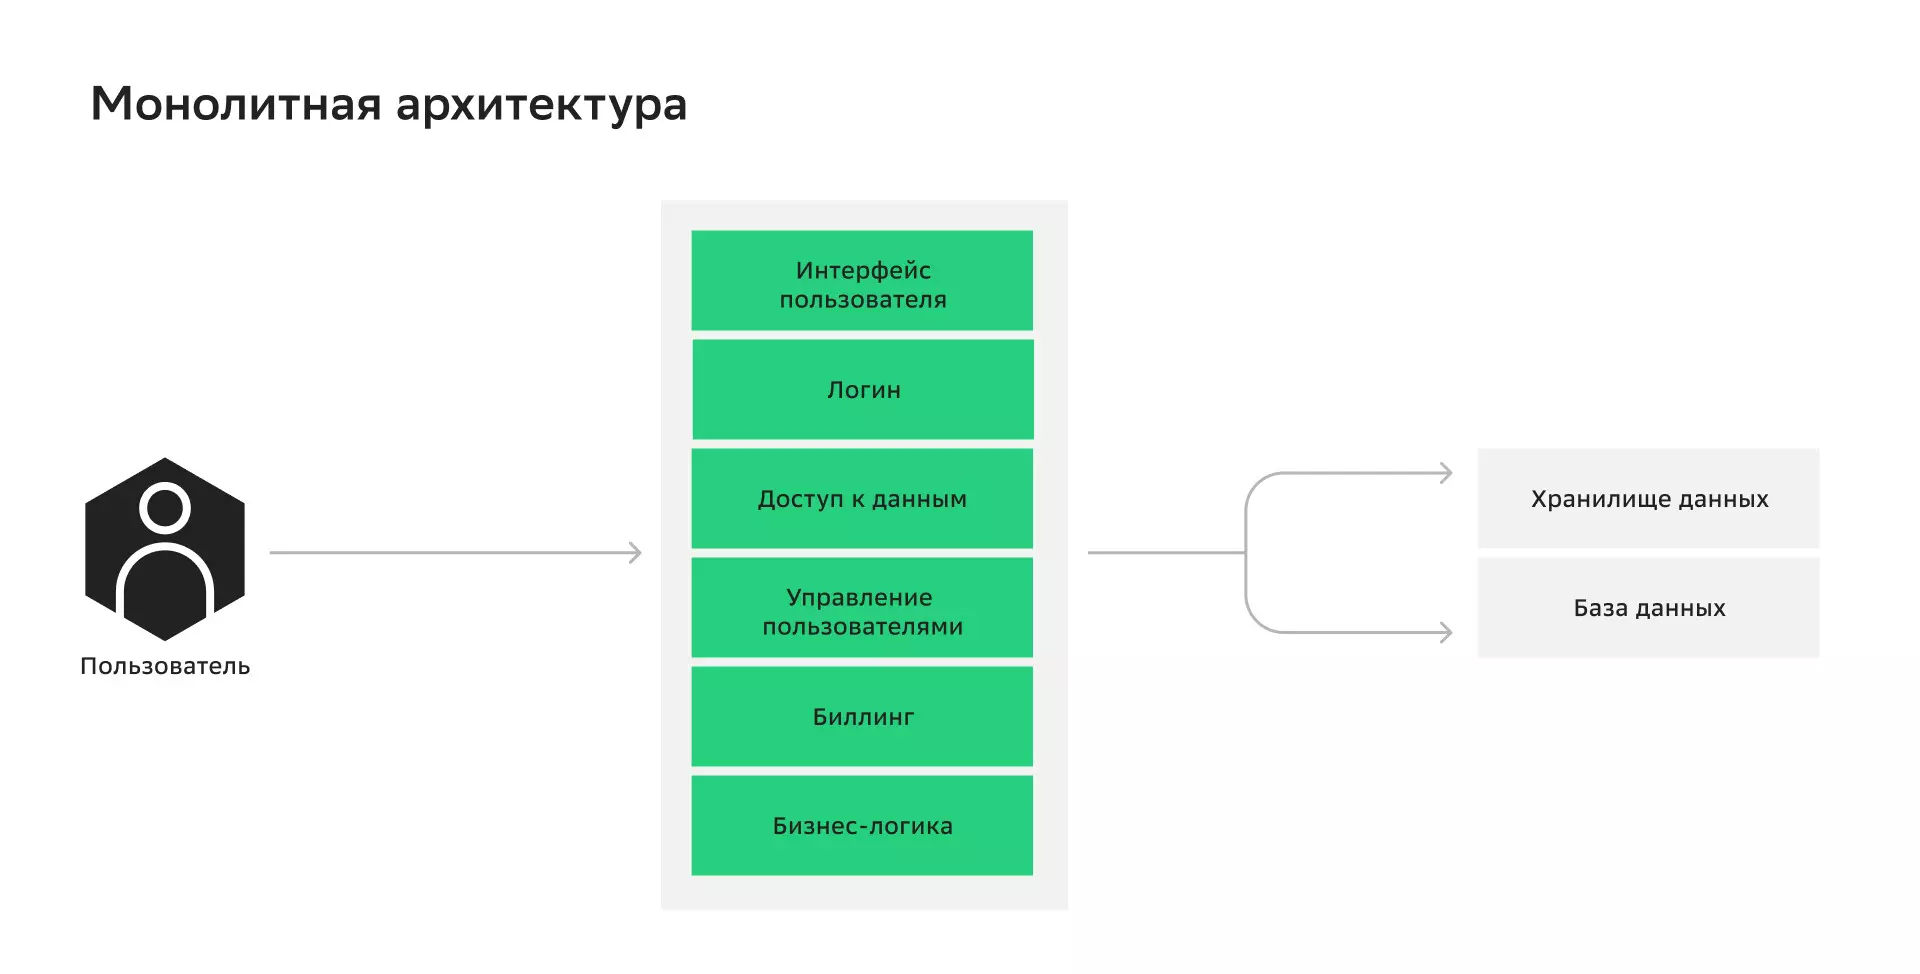 Монолитная архитектура
Интерфейс
пользователя
Логин
Доступ к данным
Управление
пользователями
Биллинг
Бизнес-логика
Пользователь
Хранилище данных
База данных